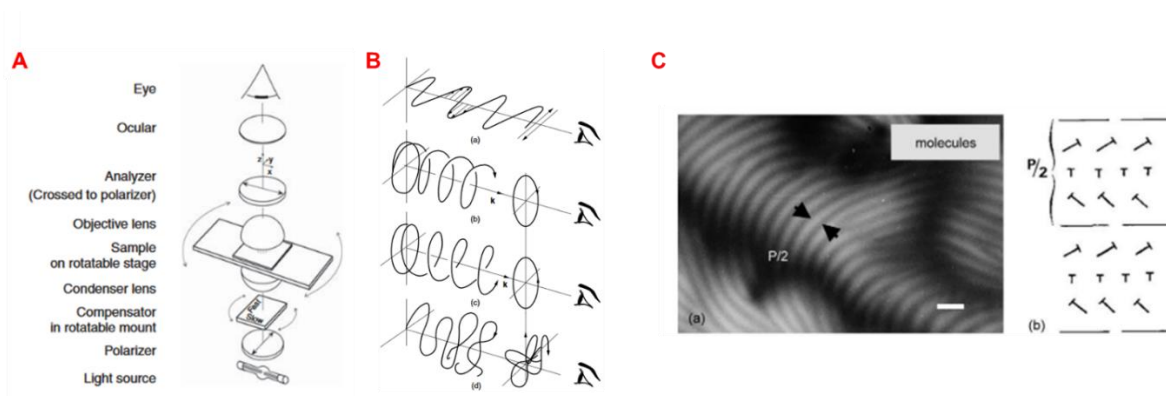 A
Eye
Ocular
z
y
x
Analyzer
(Crossed to polarizer)
Objective lens
Sample
on rotatable stage
Condenser lens
Compensator
in rotatable mount
Polarizer
Light source
B
(a)
k
(b)
k
(c)
(d)
C
molecules
P/2
(a)
P/2
(b)